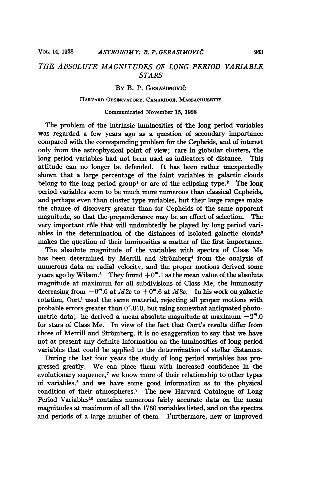 VOL. 14, 1928 ASTRONOMY: B. P. GERASIMOVIČ 963
THE ABSOLUTE MAGNITUDES OF LONG PERIOD VARIABLE
STARS
BY B. P. GERASIMOVIČ
HARVARD OBSERVATORY, CAMBRIDGE, MASSACHUSETTS
Communicated November 15, 1928
The problem of the intrinsic luminosities of the long period variables
was regarded a few years ago as a question of secondary importance
compared with the corresponding problem for the Cepheids, and of interest
only from the astrophysical point of view; rare in globular clusters, the
long period variables had not been used as indicators of distance. This
attitude can no longer be defended. It has been rather unexpectedly
shown that a large percentage of the faint variables in galactic clouds
belong to the long period group¹ or are of the eclipsing type.² The long
period variables seem to be much more numerous than classical Cepheids,
and perhaps even than cluster type variables, but their large ranges make
the chance of discovery greater than for Cepheids of the same apparent
magnitude, so that the preponderance may be an effect of selection. The
very important rôle that will undoubtedly be played by long period vari-
ables in the determination of the distances of isolated galactic clouds³
makes the question of their luminosities a matter of the first importance.
The absolute magnitude of the variables with spectra of Class Me
has been determined by Merrill and Strömberg⁴ from the analysis of
numerous data on radial velocity, and the proper motions derived some
years ago by Wilson.⁵ They found +0ᵐ.1 as the mean value of the absolute
magnitude at maximum for all subdivisions of Class Me, the luminosity
decreasing from −0ᵐ.6 at M2e to +0ᵐ.6 at M8e. In his work on galactic
rotation, Oort⁶ used the same material, rejecting all proper motions with
probable errors greater than 0″.018, but using somewhat antiquated photo-
metric data; he derived a mean absolute magnitude at maximum −2ᵐ.0
for stars of Class Me. In view of the fact that Oort's results differ from
those of Merrill and Strömberg, it is no exaggeration to say that we have
not at present any definite information on the luminosities of long period
variables that could be applied to the determination of stellar distances.
During the last four years the study of long period variables has pro-
gressed greatly. We can place them with increased confidence in the
evolutionary sequence,⁷ we know more of their relationship to other types
of variables,⁸ and we have some good information as to the physical
condition of their atmospheres.⁹ The new Harvard Catalogue of Long
Period Variables¹⁰ contains numerous fairly accurate data on the mean
magnitudes at maximum of all the 1760 variables listed, and on the spectra
and periods of a large number of them. Furthermore, new or improved